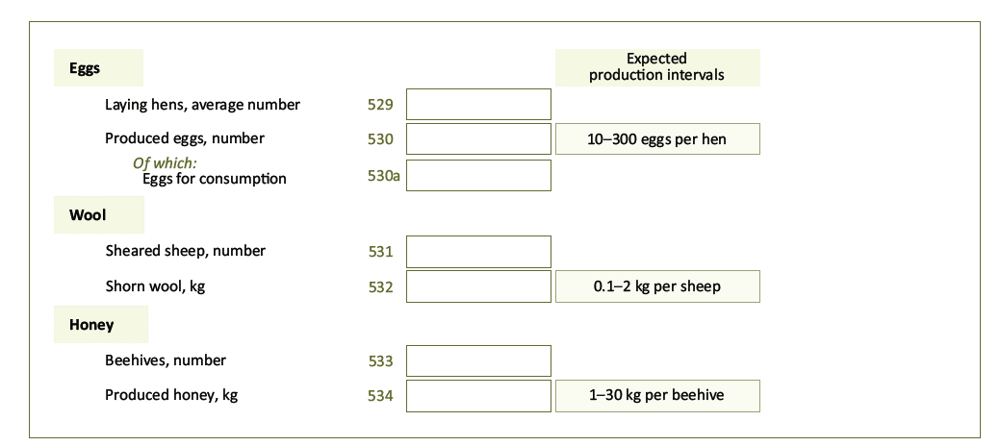 Eggs
Expected
production intervals
Laying hens, average number 529
Produced eggs, number 530 10–300 eggs per hen
Of which:
Eggs for consumption 530a
Wool
Sheared sheep, number 531
Shorn wool, kg 532 0.1–2 kg per sheep
Honey
Beehives, number 533
Produced honey, kg 534 1–30 kg per beehive